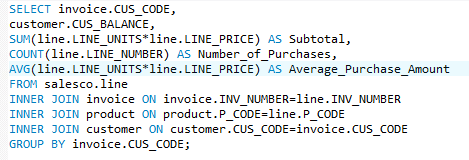 SELECT invoice.CUS_CODE,
customer.CUS_BALANCE,
SUM(line.LINE_UNITS*line.LINE_PRICE) AS Subtotal,
COUNT(line.LINE_NUMBER) AS Number_of_Purchases,
AVG(line.LINE_UNITS*line.LINE_PRICE) AS Average_Purchase_Amount
FROM salesco.line
INNER JOIN invoice ON invoice.INV_NUMBER=line.INV_NUMBER
INNER JOIN product ON product.P_CODE=line.P_CODE
INNER JOIN customer ON customer.CUS_CODE=invoice.CUS_CODE
GROUP BY invoice.CUS_CODE;